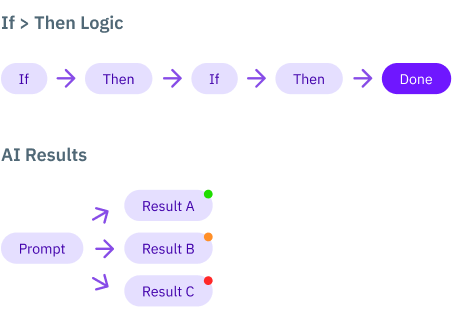 If > Then Logic
If Then If Then Done
AI Results
Result A
Prompt Result B
Result C